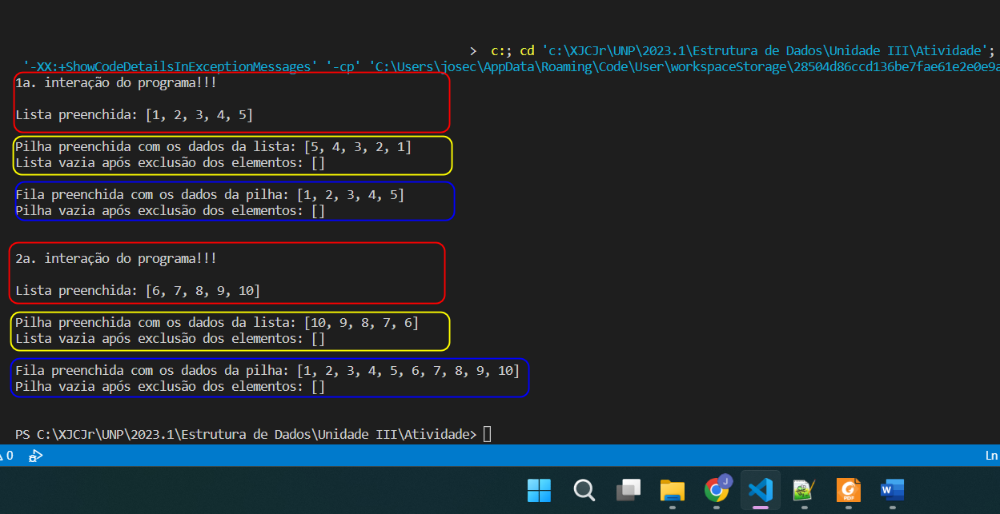 > c:; cd 'c:\XJCJr\UNP\2023.1\Estrutura de Dados\Unidade III\Atividade';
'-XX:+ShowCodeDetailsInExceptionMessages' '-cp' 'C:\Users\josec\AppData\Roaming\Code\User\workspaceStorage\28504d86ccd136be7fae61e2e0e9a
1a. interação do programa!!!
Lista preenchida: [1, 2, 3, 4, 5]
Pilha preenchida com os dados da lista: [5, 4, 3, 2, 1]
Lista vazia após exclusão dos elementos: []
Fila preenchida com os dados da pilha: [1, 2, 3, 4, 5]
Pilha vazia após exclusão dos elementos: []
2a. interação do programa!!!
Lista preenchida: [6, 7, 8, 9, 10]
Pilha preenchida com os dados da lista: [10, 9, 8, 7, 6]
Lista vazia após exclusão dos elementos: []
Fila preenchida com os dados da pilha: [1, 2, 3, 4, 5, 6, 7, 8, 9, 10]
Pilha vazia após exclusão dos elementos: []
PS C:\XJCJr\UNP\2023.1\Estrutura de Dados\Unidade III\Atividade>
0 Ln
J PDF W